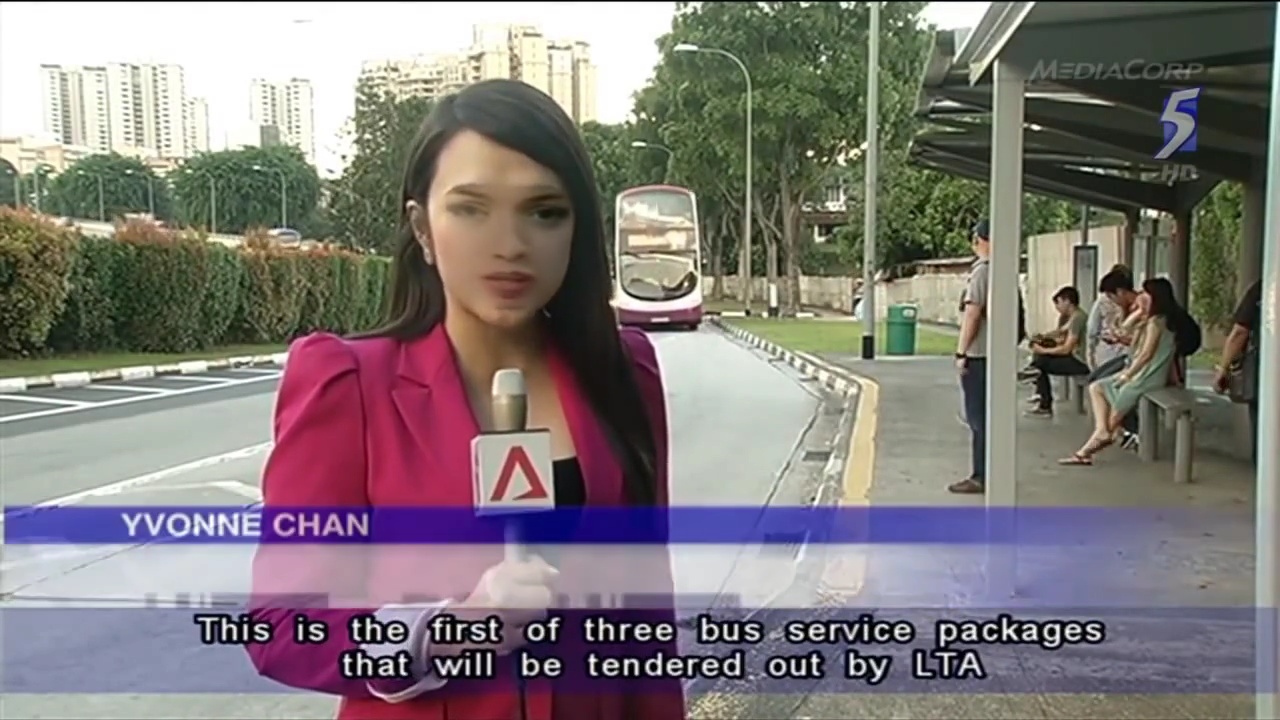 MEDIACORP
5
HD
YVONNE CHAN
This is the first of three bus service packages
that will be tendered out by LTA